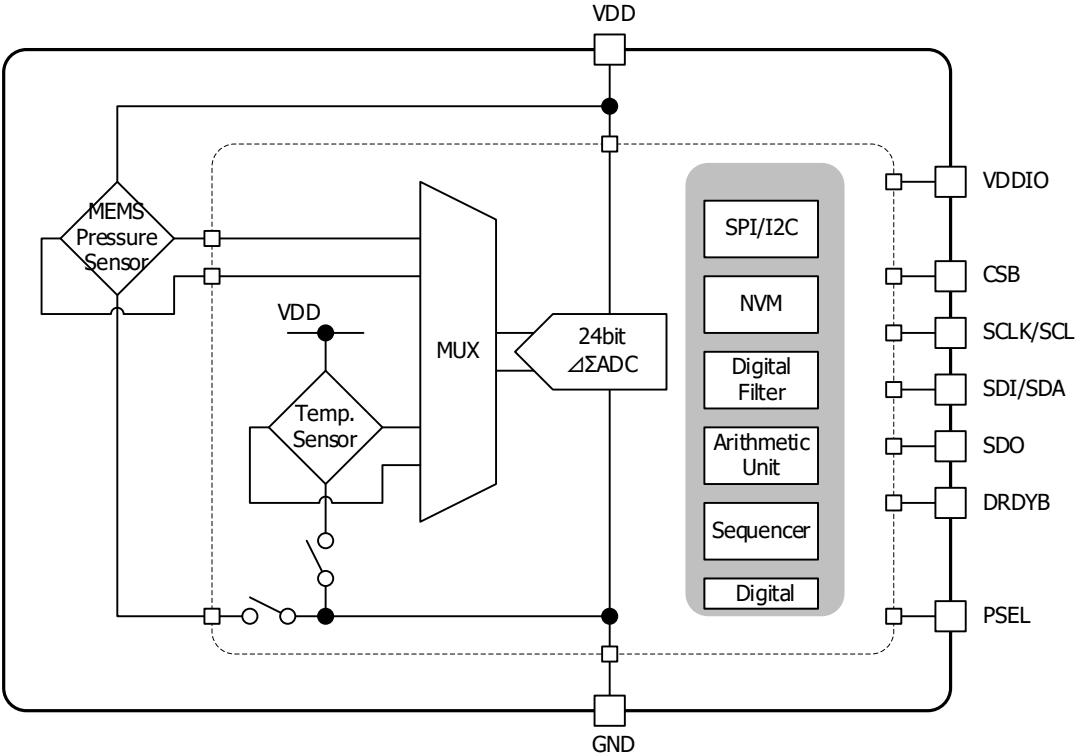 VDD
MEMS
Pressure
Sensor
VDD
MUX
24bit
⊿ΣADC
Temp.
Sensor
SPI/I2C
NVM
Digital
Filter
Arithmetic
Unit
Sequencer
Digital
VDDIO
CSB
SCLK/SCL
SDI/SDA
SDO
DRDYB
PSEL
GND